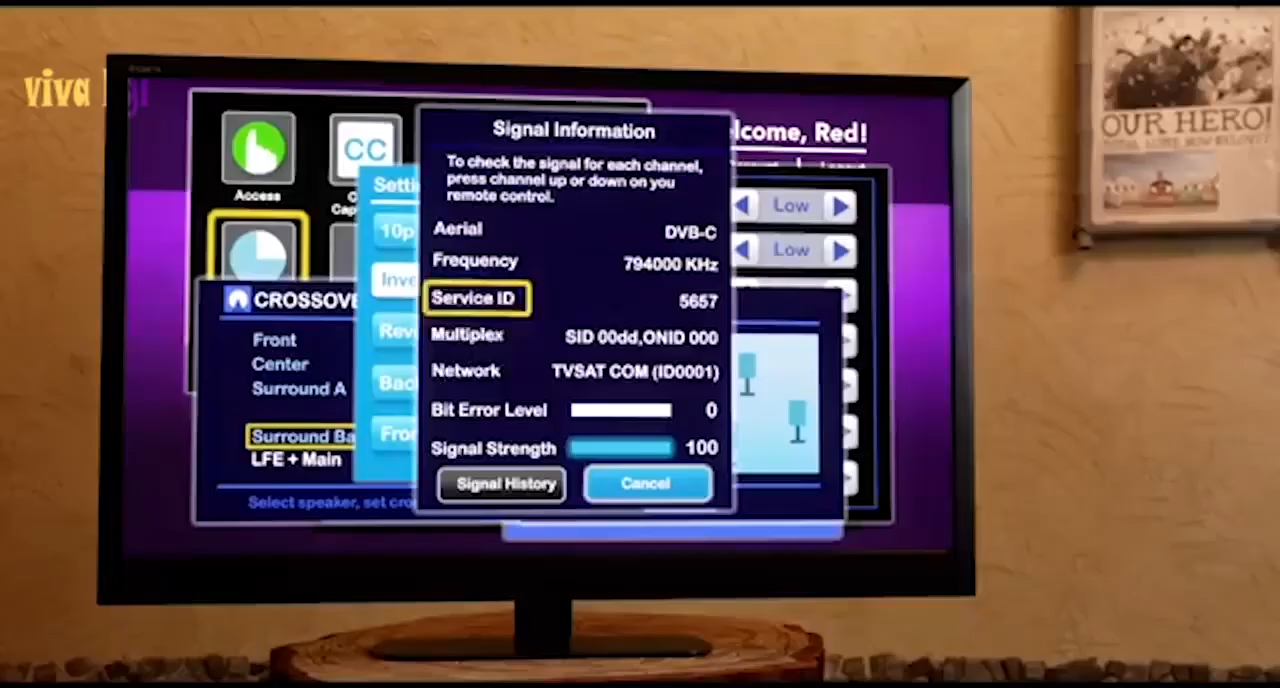 viva
Access
CC
Signal Information
To check the signal for each channel,
press channel up or down on you
remote control.
Aerial DVB-C
Frequency 794000 KHz
Service ID 5657
Multiplex SID 00dd,ONID 000
Network TVSAT COM (ID0001)
Bit Error Level 0
Signal Strength 100
Signal History Cancel
lcome, Red!
Low
Low
Setti
10p
Inve
Rev
Back
Fron
CROSSOVE
Front
Center
Surround A
Surround Ba
LFE + Main
Select speaker, set cro
OUR HERO!